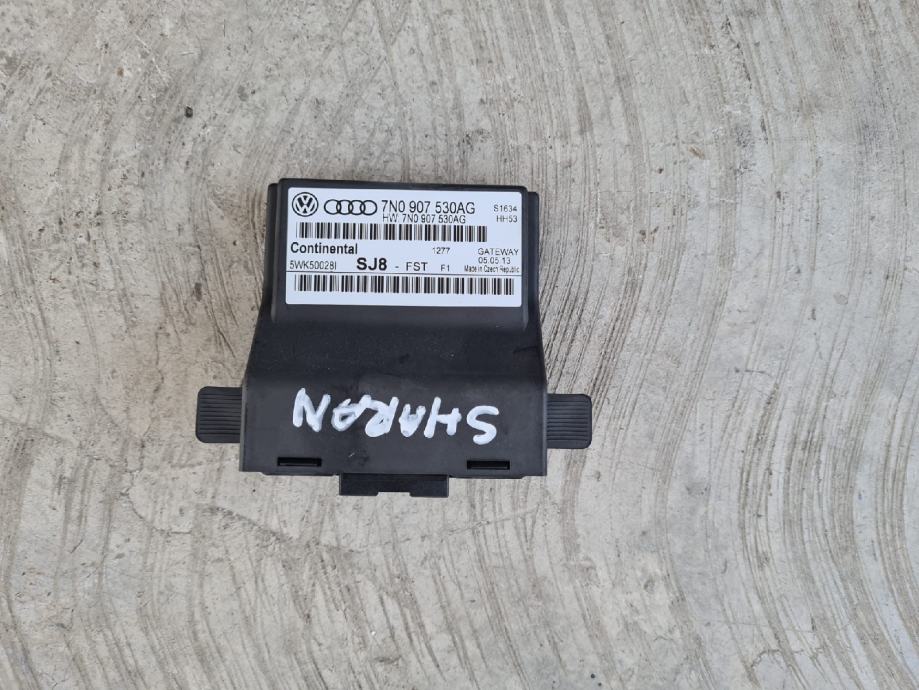 7N0 907 530AG S1634
HW: 7N0 907 530AG HH53
Continental 1277 GATEWAY
5WK50028I SJ8 - FST F1 05.05.13
Made in Czech Republic
SHARAN